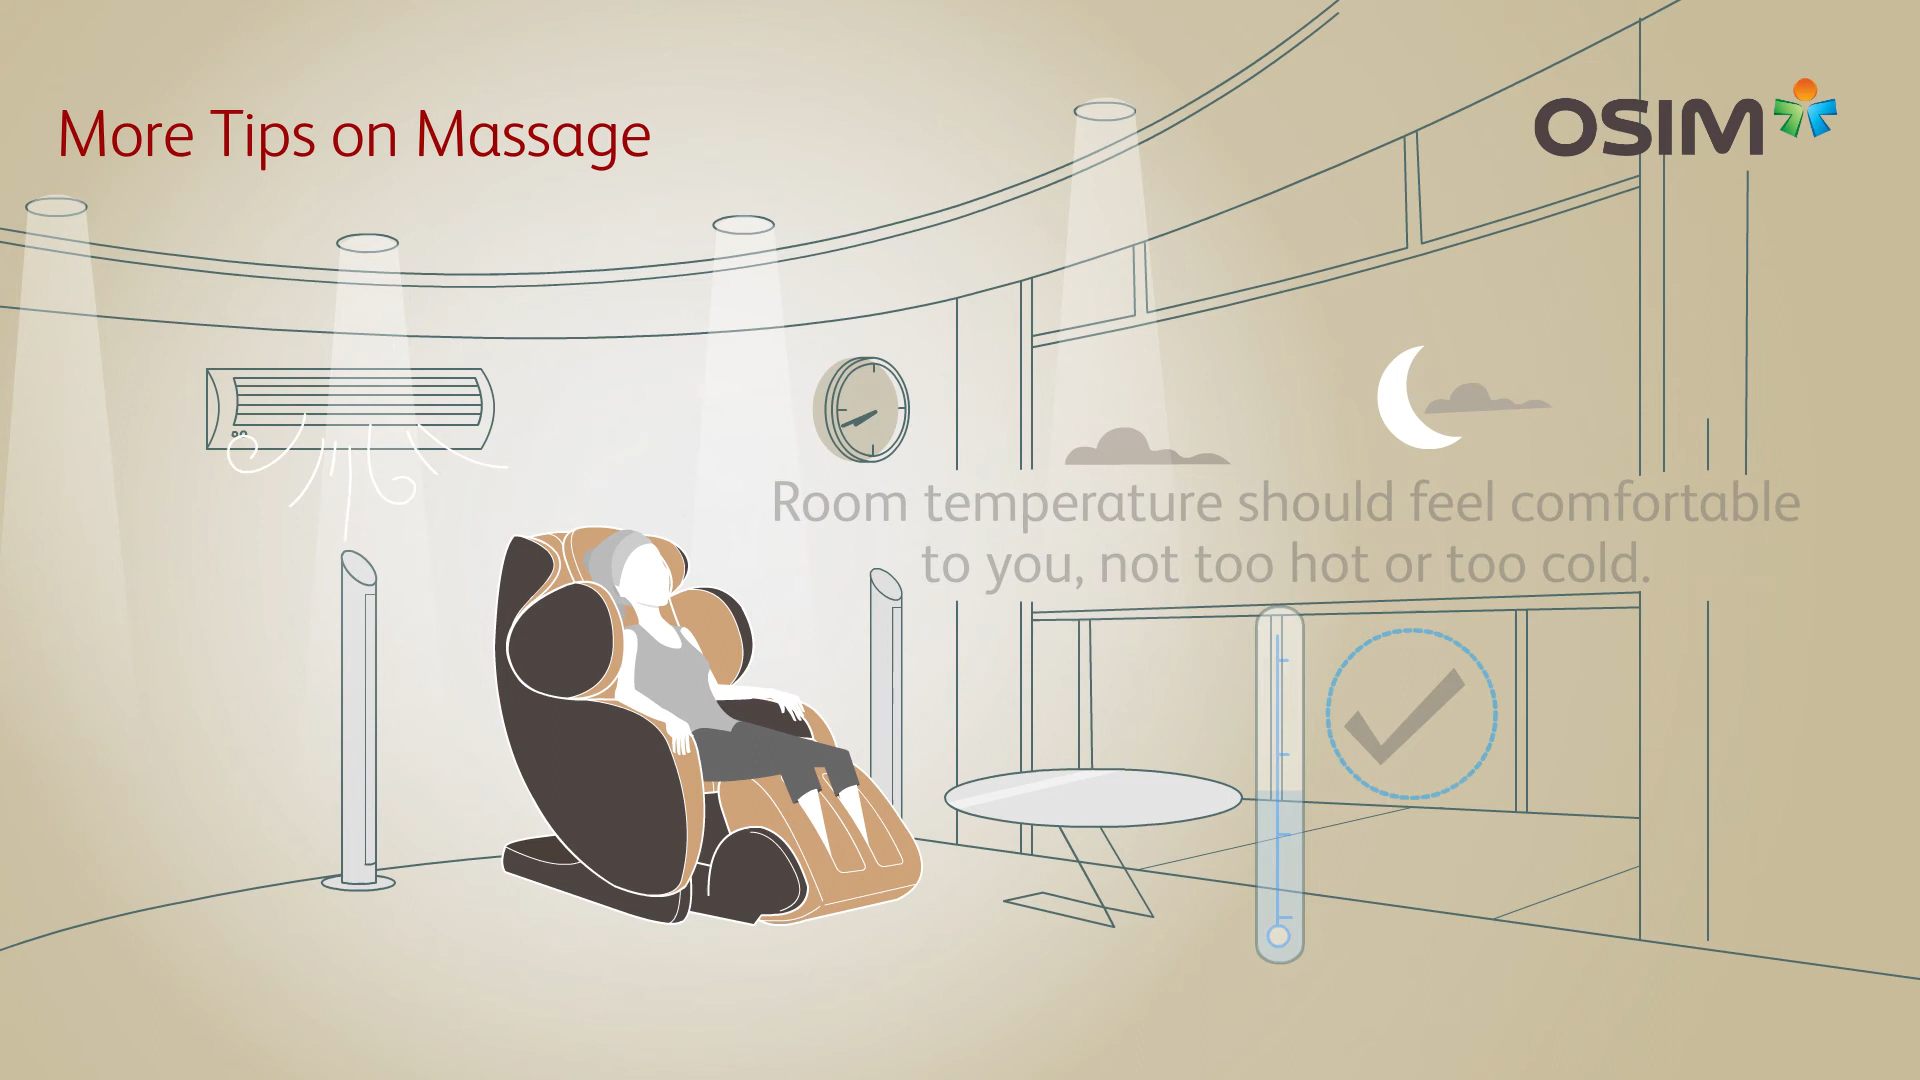 More Tips on Massage
OSIM
Room temperature should feel comfortable
to you, not too hot or too cold.